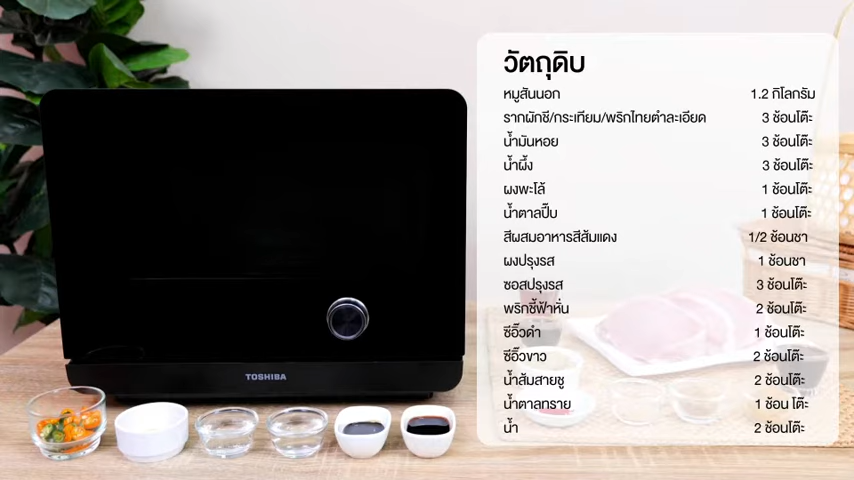 วัตถุดิบ
หมูสันนอก 1.2 กิโลกรัม
รากผักชี/กระเทียม/พริกไทยตำละเอียด 3 ช้อนโต๊ะ
น้ำมันหอย 3 ช้อนโต๊ะ
น้ำผึ้ง 3 ช้อนโต๊ะ
ผงพะโล้ 1 ช้อนโต๊ะ
น้ำตาลปี๊บ 1 ช้อนโต๊ะ
สีผสมอาหารสีส้มแดง 1/2 ช้อนชา
ผงปรุงรส 1 ช้อนชา
ซอสปรุงรส 3 ช้อนโต๊ะ
พริกชี้ฟ้าหั่น 2 ช้อนโต๊ะ
ซีอิ๊วดำ 1 ช้อนโต๊ะ
ซีอิ๊วขาว 2 ช้อนโต๊ะ
น้ำส้มสายชู 2 ช้อนโต๊ะ
น้ำตาลทราย 1 ช้อน โต๊ะ
น้ำ 2 ช้อนโต๊ะ
TOSHIBA